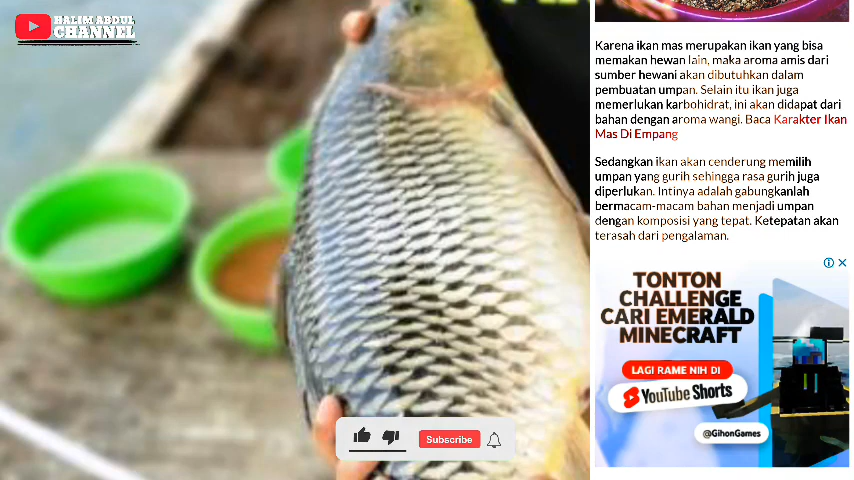 HALIM ABDUL
CHANNEL
Karena ikan mas merupakan ikan yang bisa
memakan hewan lain, maka aroma amis dari
sumber hewani akan dibutuhkan dalam
pembuatan umpan. Selain itu ikan juga
memerlukan karbohidrat, ini akan didapat dari
bahan dengan aroma wangi. Baca Karakter Ikan
Mas Di Empang
Sedangkan ikan akan cenderung memilih
umpan yang gurih sehingga rasa gurih juga
diperlukan. Intinya adalah gabungkanlah
bermacam-macam bahan menjadi umpan
dengan komposisi yang tepat. Ketepatan akan
terasah dari pengalaman.
TONTON
CHALLENGE
CARI EMERALD
MINECRAFT
LAGI RAME NIH DI
YouTube Shorts
@GihonGames
Subscribe